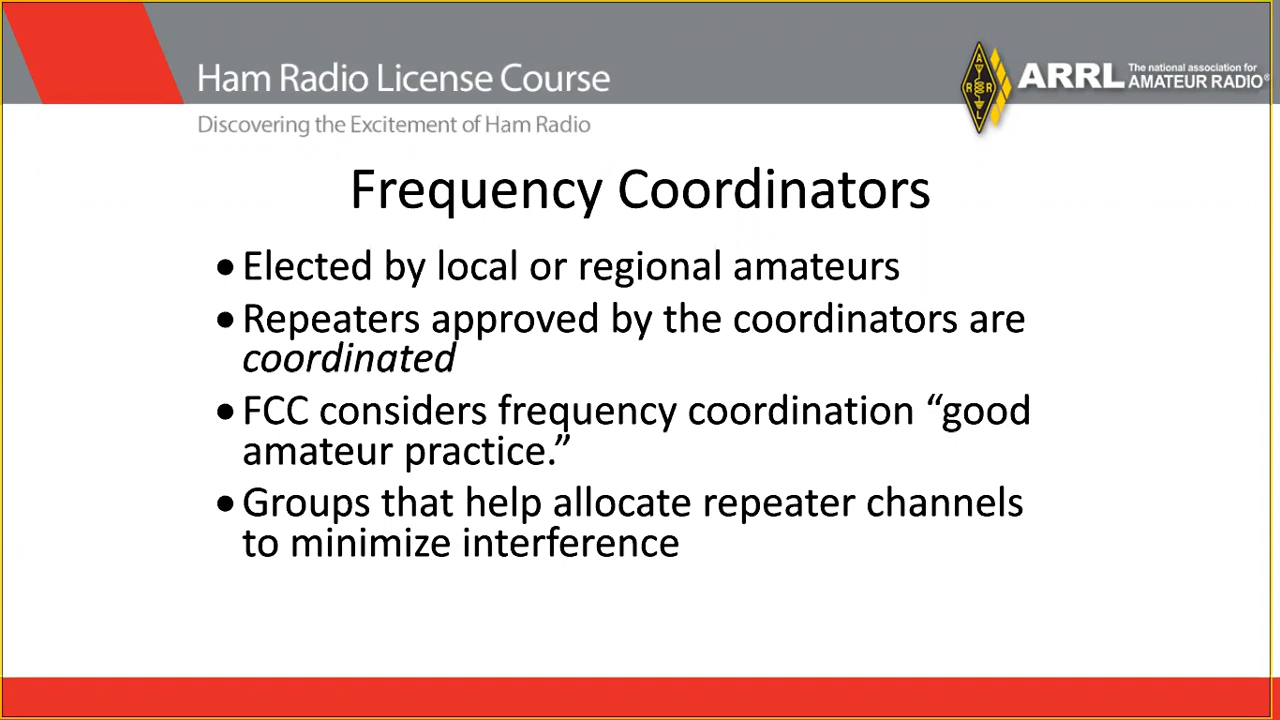 Ham Radio License Course
Discovering the Excitement of Ham Radio
A
R R
L
ARRL The national association for
AMATEUR RADIO®
Frequency Coordinators
•Elected by local or regional amateurs
•Repeaters approved by the coordinators are
coordinated
•FCC considers frequency coordination “good
amateur practice.”
•Groups that help allocate repeater channels
to minimize interference